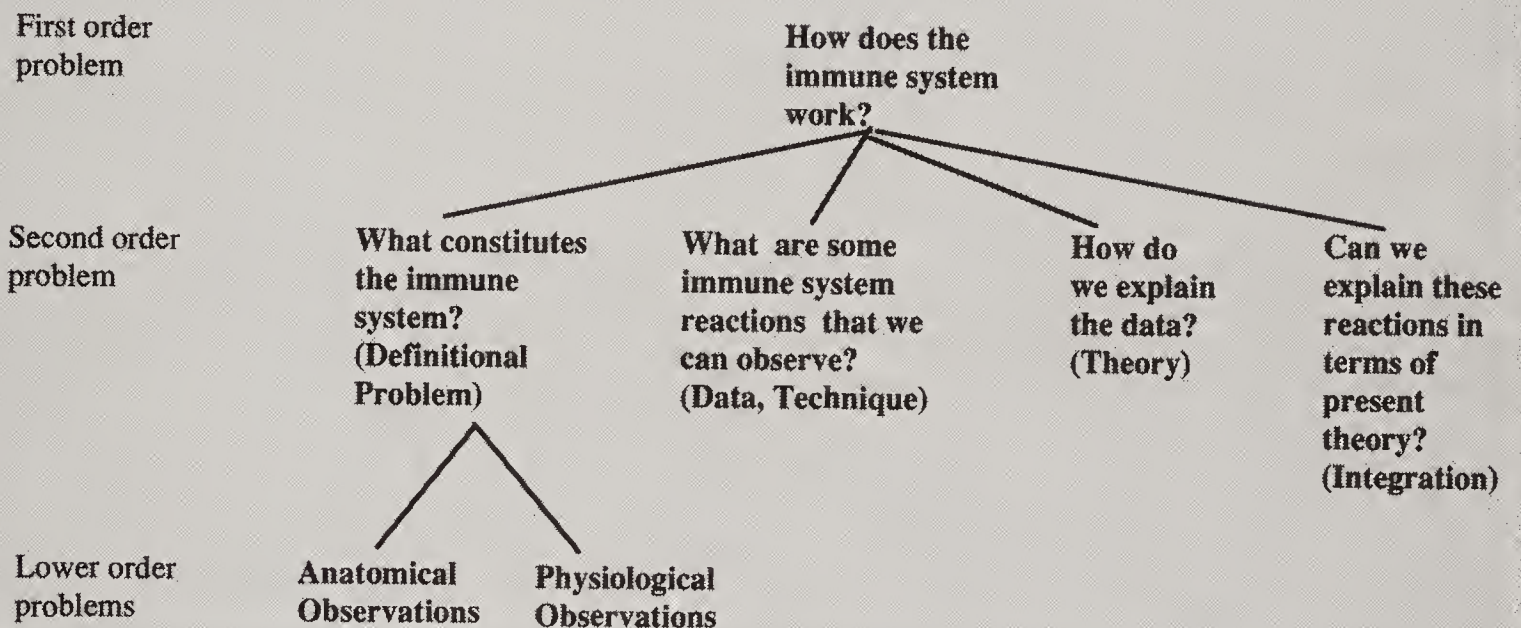 First order
problem
How does the
immune system
work?
Second order
problem
What constitutes
the immune
system?
(Definitional
Problem)
What are some
immune system
reactions that we
can observe?
(Data, Technique)
How do
we explain
the data?
(Theory)
Can we
explain these
reactions in
terms of
present
theory?
(Integration)
Lower order
problems
Anatomical
Observations
Physiological
Observations